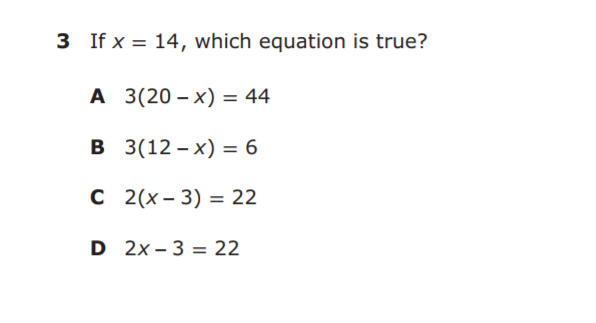 3 If x = 14, which equation is true?
A 3(20 – x) = 44
B 3(12 – x) = 6
C 2(x – 3) = 22
D 2x – 3 = 22